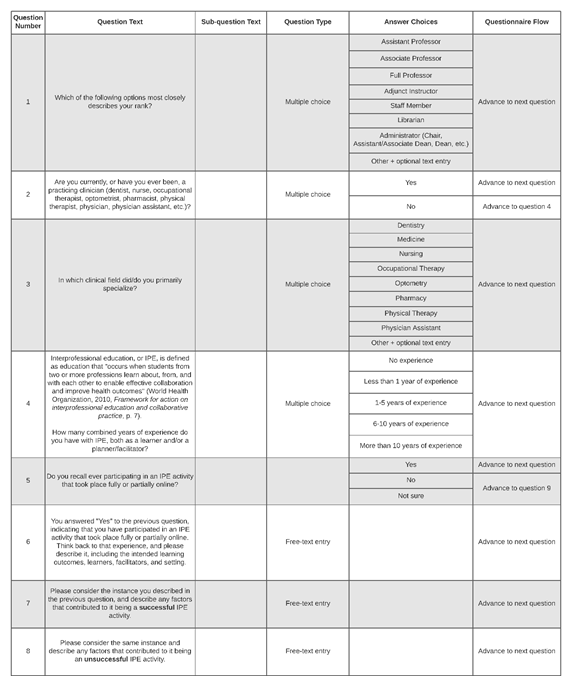 Question Number
Question Text
Sub-question Text
Question Type
Answer Choices
Questionnaire Flow
1
Which of the following options most closely
describes your rank?
Multiple choice
Assistant Professor
Associate Professor
Full Professor
Adjunct Instructor
Staff Member
Librarian
Administrator (Chair,
Assistant/Associate Dean, Dean, etc.)
Other + optional text entry
Advance to next question
2
Are you currently, or have you ever been, a
practicing clinician (dentist, nurse, occupational
therapist, optometrist, pharmacist, physical
therapist, physician, physician assistant, etc.)?
Multiple choice
Yes
Advance to next question
No
Advance to question 4
3
In which clinical field did/do you primarily
specialize?
Multiple choice
Dentistry
Medicine
Nursing
Occupational Therapy
Optometry
Pharmacy
Physical Therapy
Physician Assistant
Other + optional text entry
Advance to next question
4
Interprofessional education, or IPE, is defined
as education that "occurs when students from
two or more professions learn about, from, and
with each other to enable effective collaboration
and improve health outcomes" (World Health
Organization, 2010, Framework for action on
interprofessional education and collaborative
practice, p. 7).
How many combined years of experience do
you have with IPE, both as a learner and/or a
planner/facilitator?
Multiple choice
No experience
Less than 1 year of experience
1-5 years of experience
6-10 years of experience
More than 10 years of experience
Advance to next question
5
Do you recall ever participating in an IPE activity
that took place fully or partially online?
Multiple choice
Yes
Advance to next question
No
Not sure
Advance to question 9
6
You answered "Yes" to the previous question,
indicating that you have participated in an IPE
activity that took place fully or partially online.
Think back to that experience, and please
describe it, including the intended learning
outcomes, learners, facilitators, and setting.
Free-text entry
Advance to next question
7
Please consider the instance you described in
the previous question, and describe any factors
that contributed to it being a successful IPE
activity.
Free-text entry
Advance to next question
8
Please consider the same instance and
describe any factors that contributed to it being
an unsuccessful IPE activity.
Free-text entry
Advance to next question